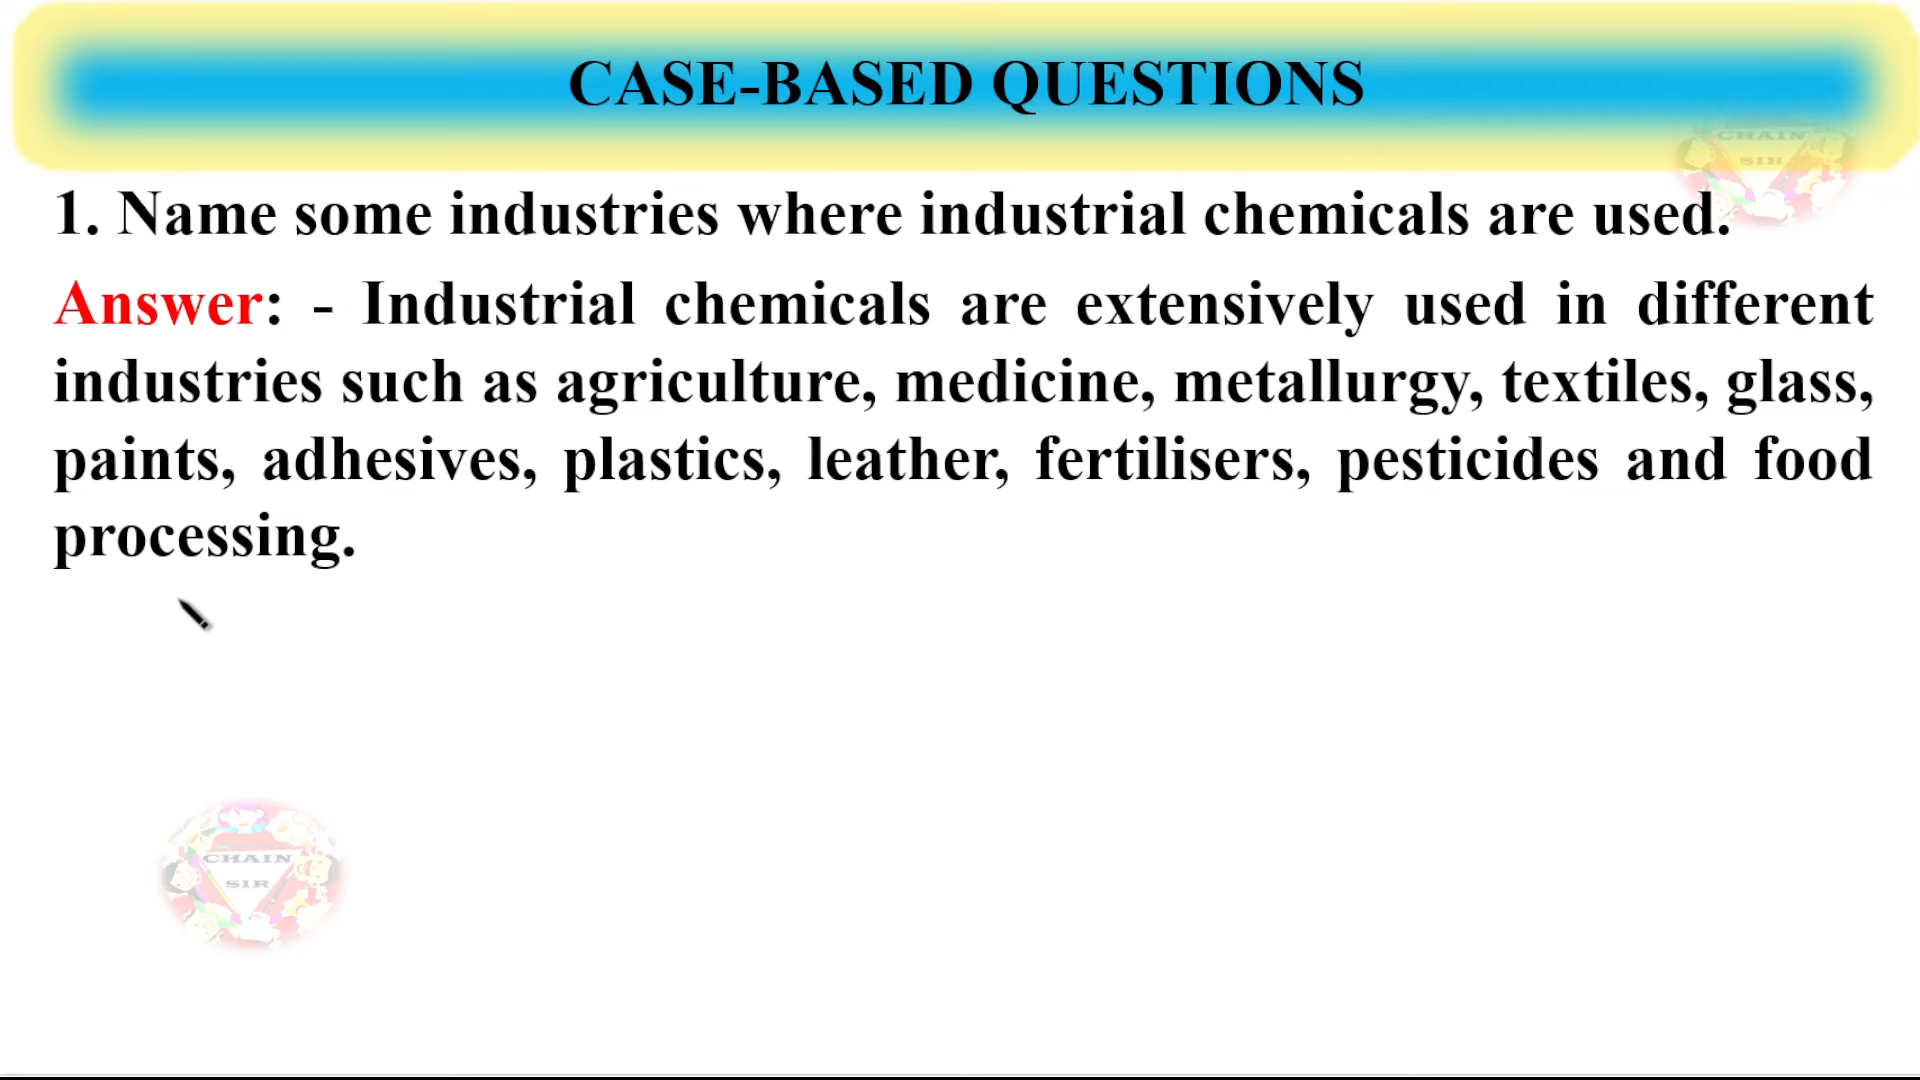 CASE-BASED QUESTIONS
CHAIN
SIR
1. Name some industries where industrial chemicals are used.
Answer: - Industrial chemicals are extensively used in different
industries such as agriculture, medicine, metallurgy, textiles, glass,
paints, adhesives, plastics, leather, fertilisers, pesticides and food
processing.
CHAIN
SIR